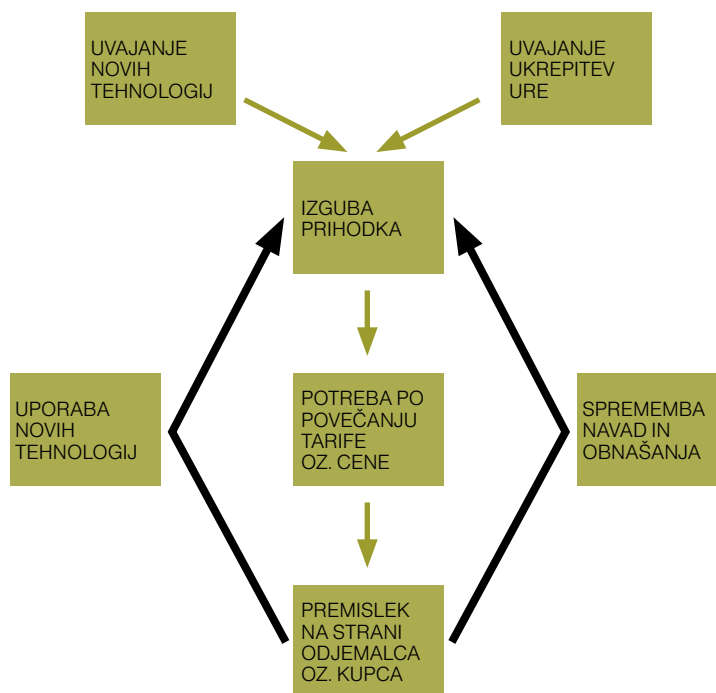 UVAJANJE
NOVIH
TEHNOLOGIJ
UVAJANJE
UKREPITEV
URE
IZGUBA
PRIHODKA
UPORABA
NOVIH
TEHNOLOGIJ
POTREBA PO
POVEČANJU
TARIFE
OZ. CENE
SPREMEMBA
NAVAD IN
OBNAŠANJA
PREMISLEK
NA STRANI
ODJEMALCA
OZ. KUPCA